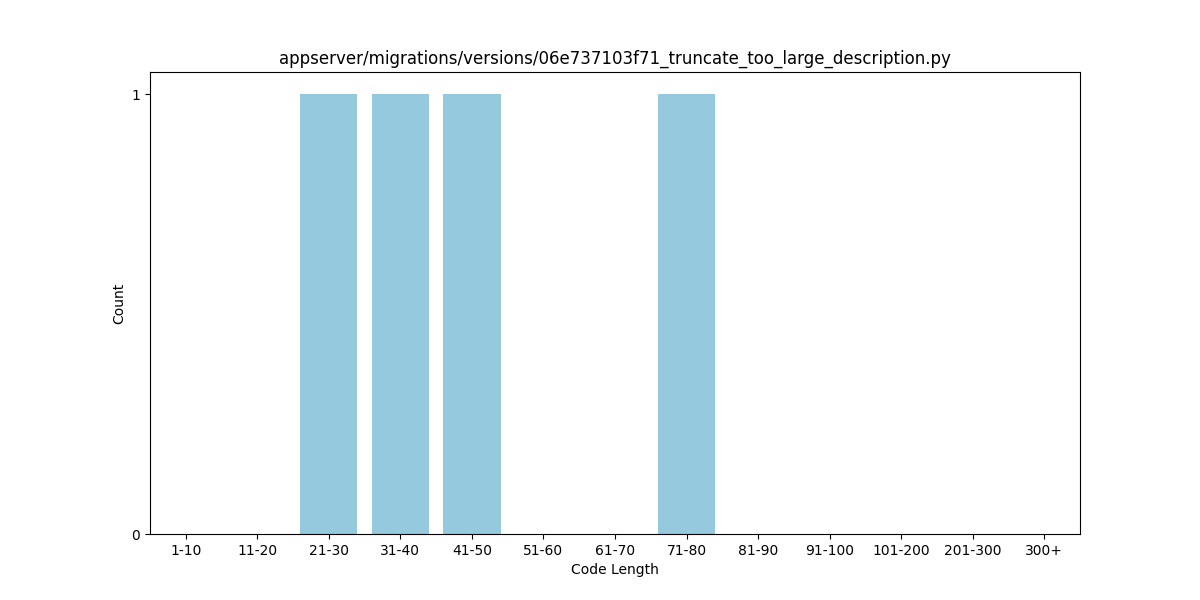 appserver/migrations/versions/06e737103f71_truncate_too_large_description.py
Count
1
0
1-10 11-20 21-30 31-40 41-50 51-60 61-70 71-80 81-90 91-100 101-200 201-300 300+
Code Length